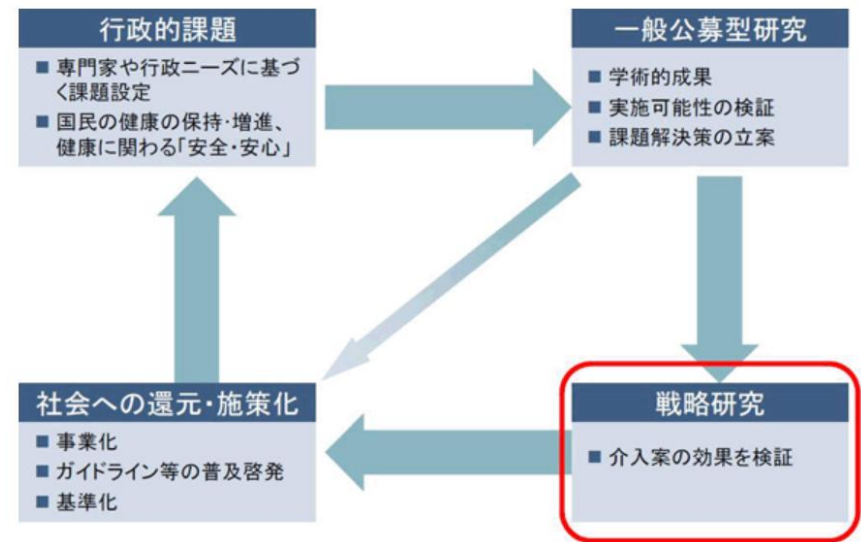 行政的課題
■ 専門家や行政ニーズに基づ
く課題設定
■ 国民の健康の保持・増進、
健康に関わる「安全・安心」
一般公募型研究
■ 学術的成果
■ 実施可能性の検証
■ 課題解決策の立案
社会への還元・施策化
■ 事業化
■ ガイドライン等の普及啓発
■ 基準化
戦略研究
■ 介入案の効果を検証